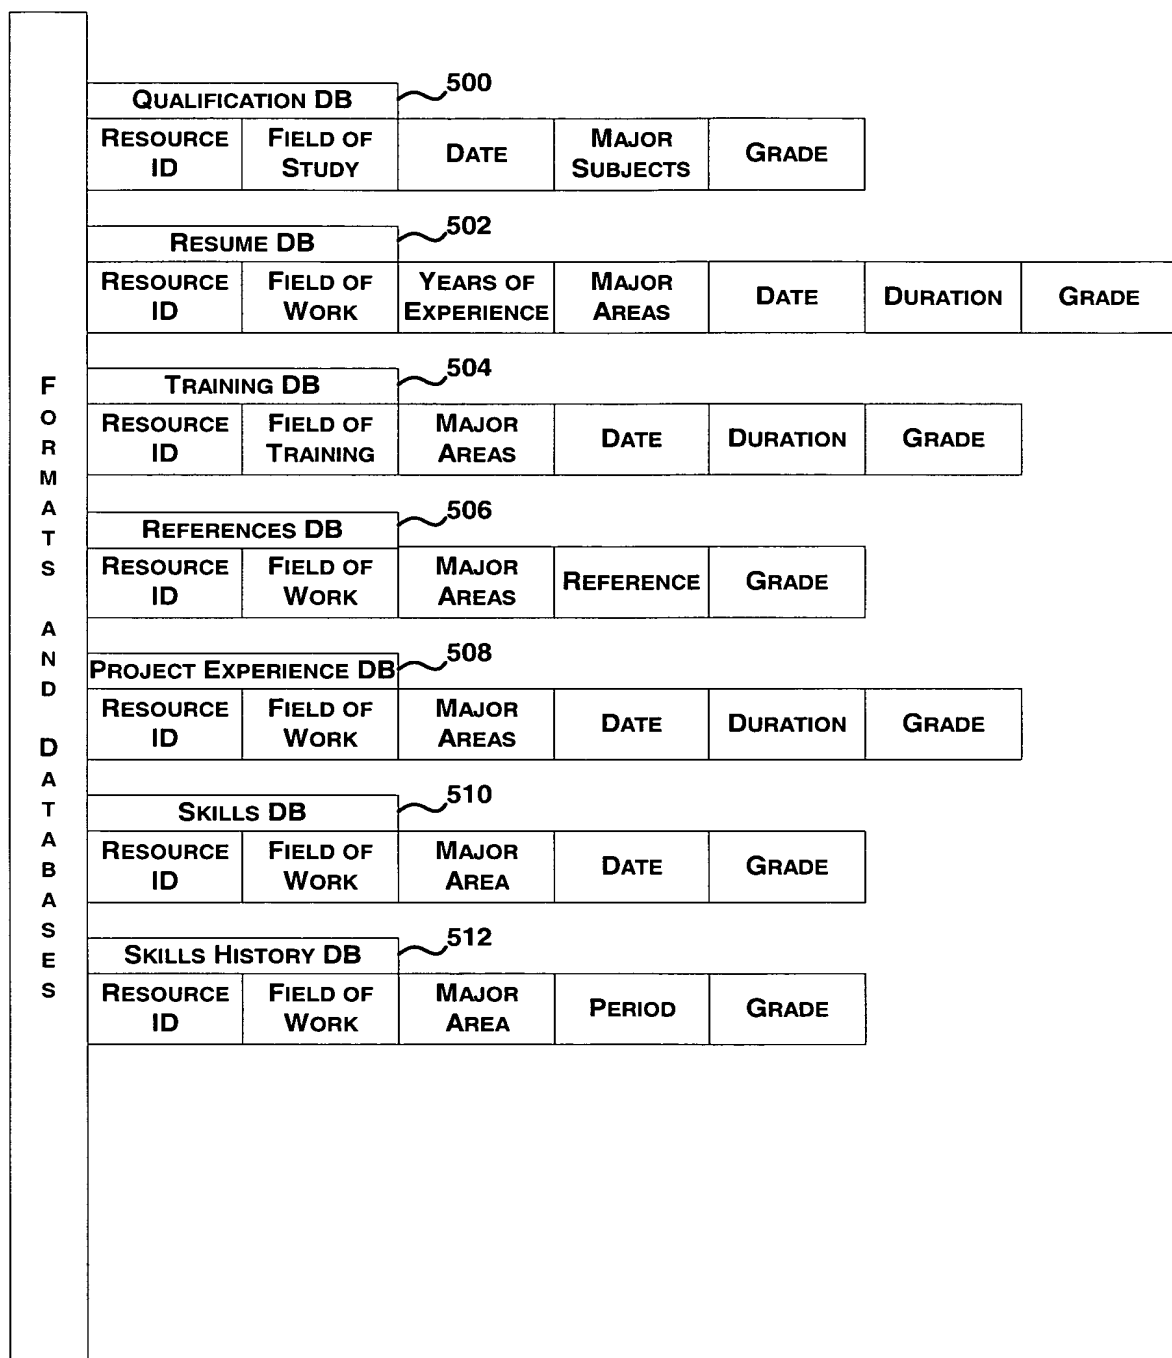 FORMATS AND DATABASES
QUALIFICATION DB
500
RESOURCE ID
FIELD OF STUDY
DATE
MAJOR SUBJECTS
GRADE
RESUME DB
502
RESOURCE ID
FIELD OF WORK
YEARS OF EXPERIENCE
MAJOR AREAS
DATE
DURATION
GRADE
TRAINING DB
504
RESOURCE ID
FIELD OF TRAINING
MAJOR AREAS
DATE
DURATION
GRADE
REFERENCES DB
506
RESOURCE ID
FIELD OF WORK
MAJOR AREAS
REFERENCE
GRADE
PROJECT EXPERIENCE DB
508
RESOURCE ID
FIELD OF WORK
MAJOR AREAS
DATE
DURATION
GRADE
SKILLS DB
510
RESOURCE ID
FIELD OF WORK
MAJOR AREA
DATE
GRADE
SKILLS HISTORY DB
512
RESOURCE ID
FIELD OF WORK
MAJOR AREA
PERIOD
GRADE